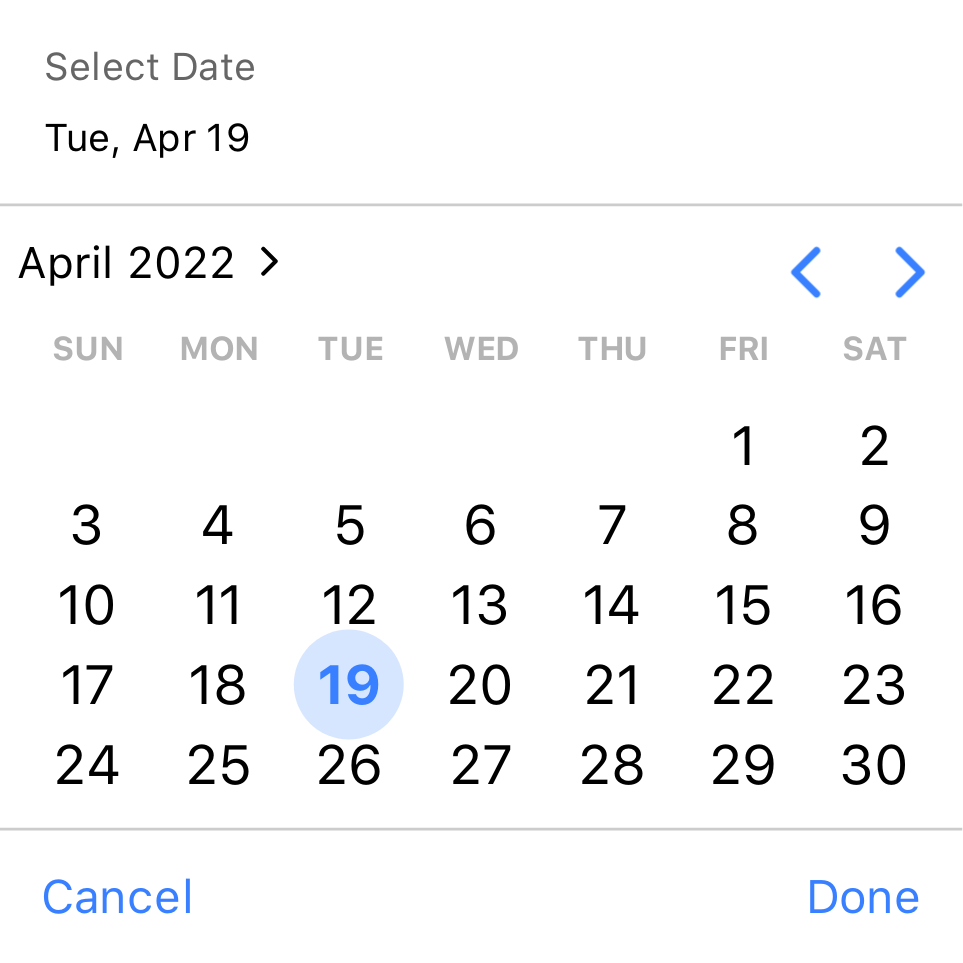 Select Date
Tue, Apr 19
April 2022
SUN MON TUE WED THU FRI SAT
1 2
3 4 5 6 7 8 9
10 11 12 13 14 15 16
17 18 19 20 21 22 23
24 25 26 27 28 29 30
Cancel Done